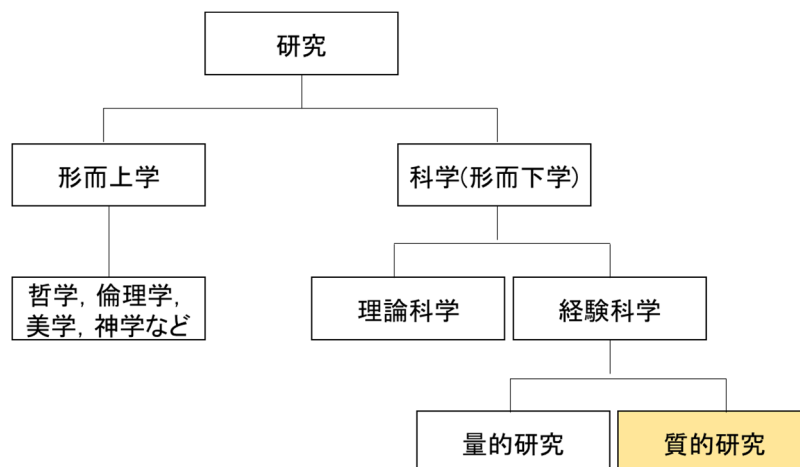 研究
形而上学
科学(形而下学)
哲学, 倫理学,
美学, 神学など
理論科学
経験科学
量的研究
質的研究